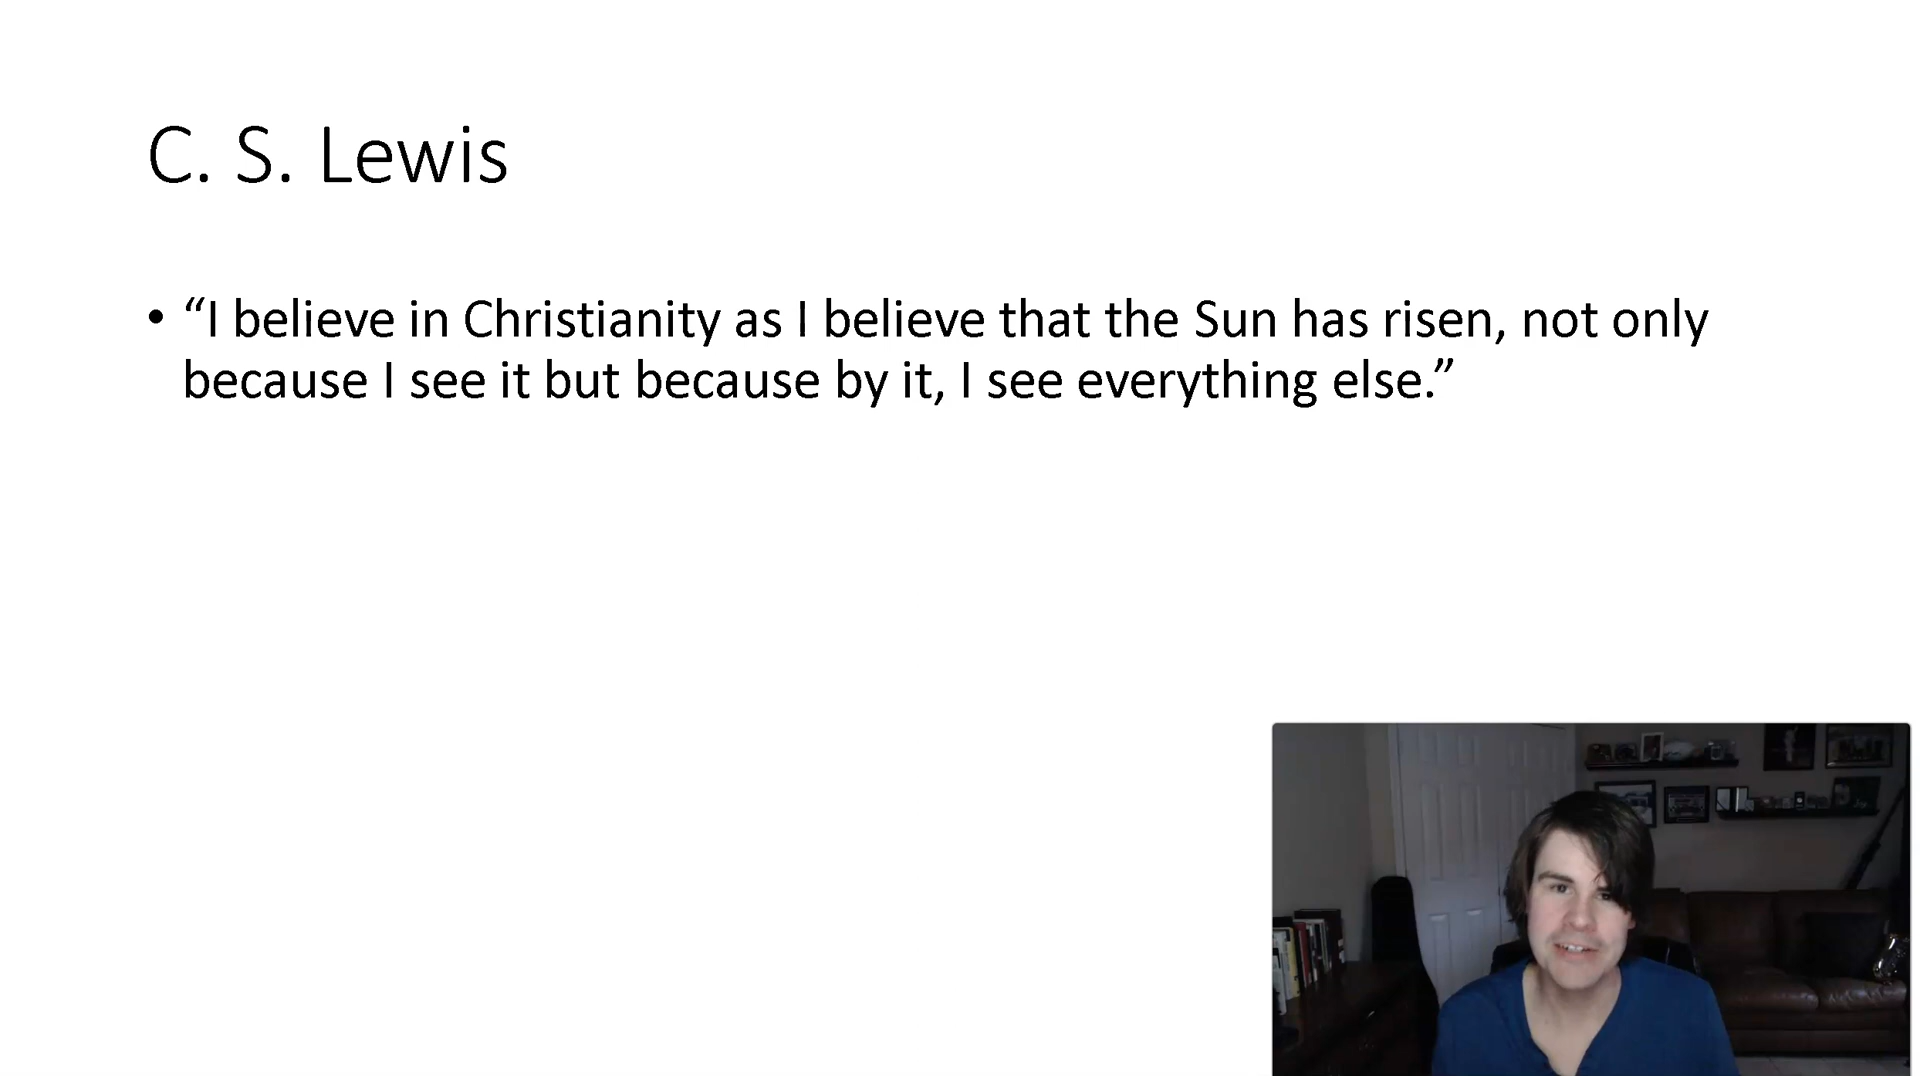 C. S. Lewis
• “I believe in Christianity as I believe that the Sun has risen, not only
because I see it but because by it, I see everything else.”